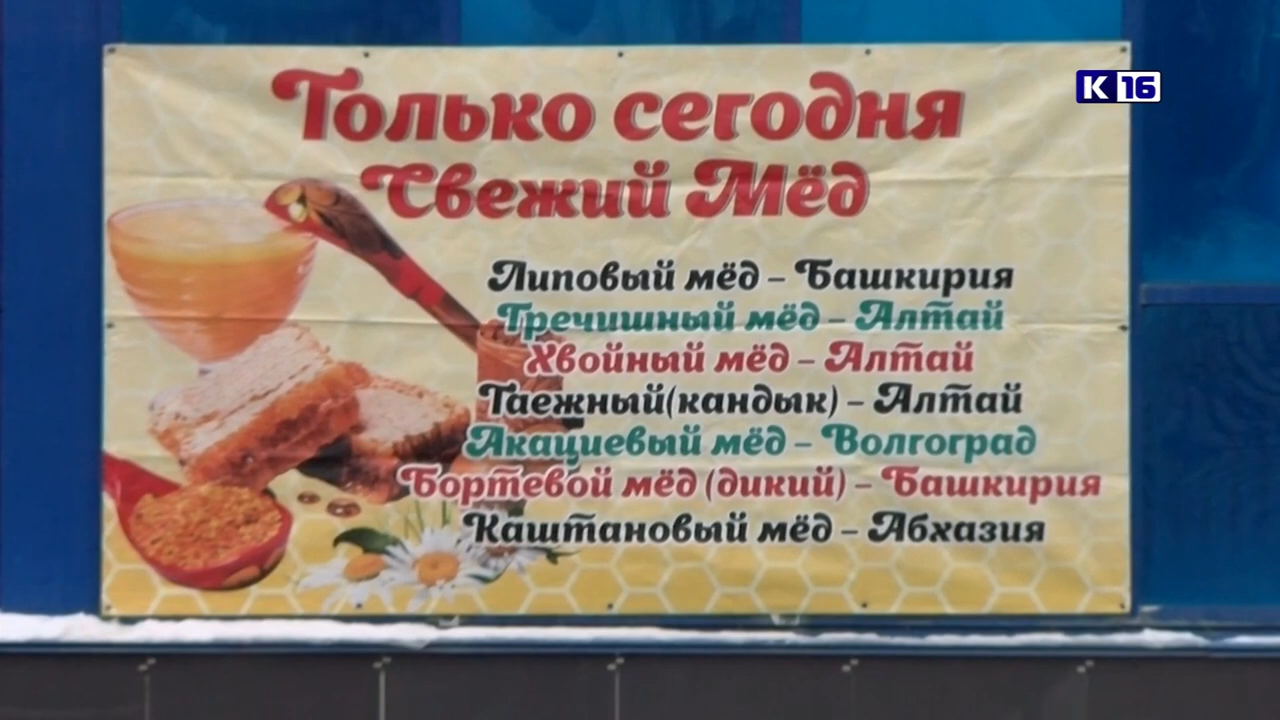 К 16
Только сегодня
Свежий Мёд
Липовый мёд – Башкирия
Гречишный мёд – Алтай
Хвойный мёд – Алтай
Таежный(кандык) – Алтай
Акациевый мёд – Волгоград
Бортевой мёд (дикий) – Башкирия
Каштановый мёд – Абхазия